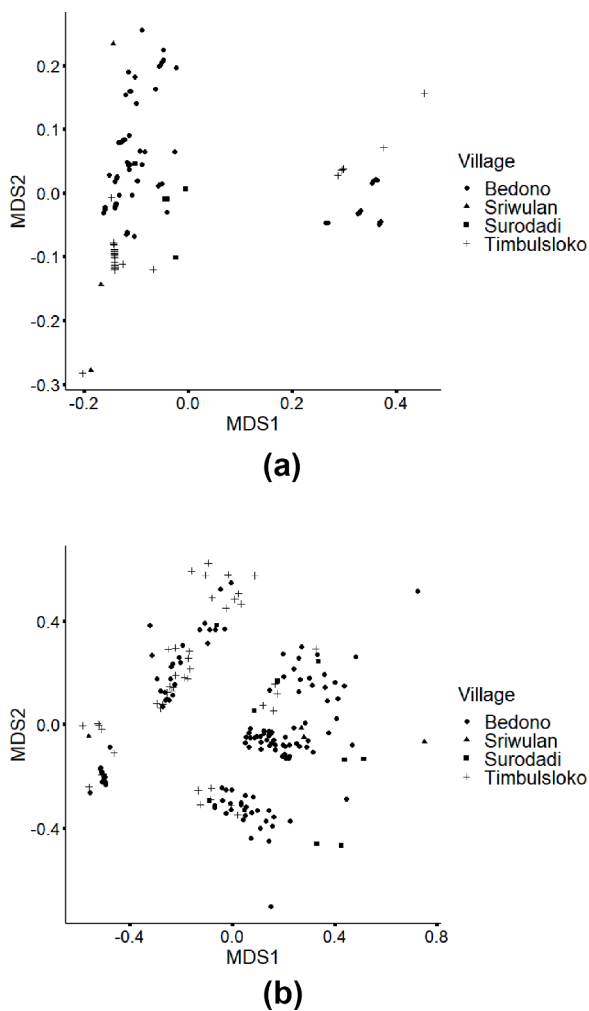 0.2
0.1
0.0
-0.1
-0.2
-0.3
MDS2
-0.2 0.0 0.2 0.4
MDS1
Village
Bedono
Sriwulan
Surodadi
Timbulsloko
(a)
0.4
0.0
-0.4
MDS2
-0.4 0.0 0.4 0.8
MDS1
Village
Bedono
Sriwulan
Surodadi
Timbulsloko
(b)